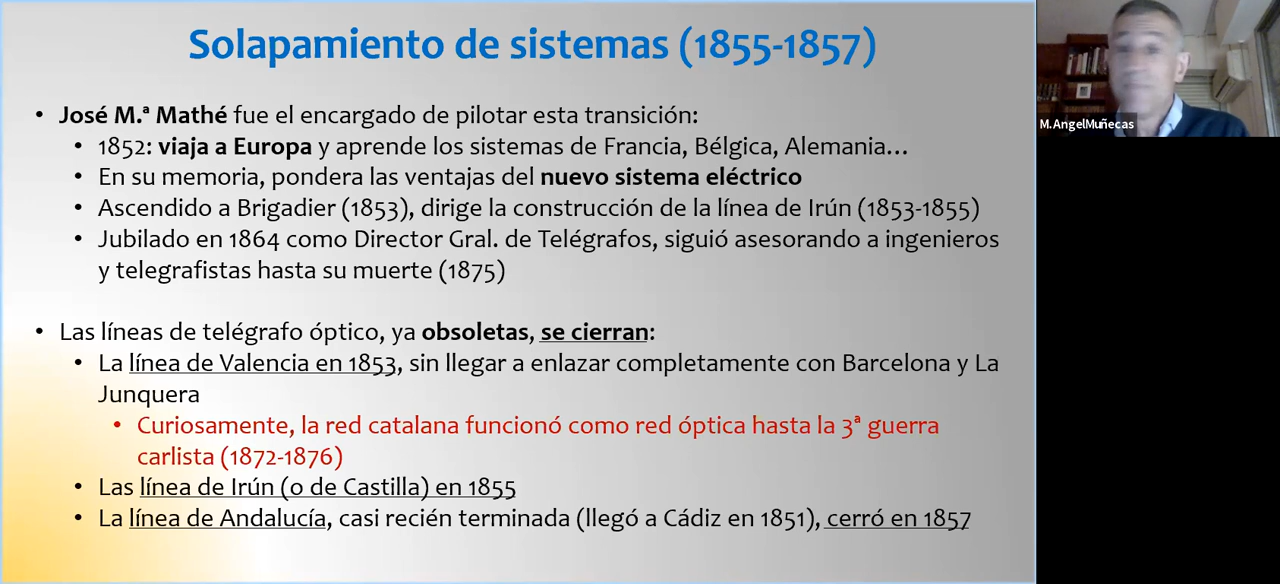 Solapamiento de sistemas (1855-1857)
M.AngelMuñecas
• José M.ª Mathé fue el encargado de pilotar esta transición:
• 1852: viaja a Europa y aprende los sistemas de Francia, Bélgica, Alemania…
• En su memoria, pondera las ventajas del nuevo sistema eléctrico
• Ascendido a Brigadier (1853), dirige la construcción de la línea de Irún (1853-1855)
• Jubilado en 1864 como Director Gral. de Telégrafos, siguió asesorando a ingenieros
y telegrafistas hasta su muerte (1875)
• Las líneas de telégrafo óptico, ya obsoletas, se cierran:
• La línea de Valencia en 1853, sin llegar a enlazar completamente con Barcelona y La
Junquera
• Curiosamente, la red catalana funcionó como red óptica hasta la 3ª guerra
carlista (1872-1876)
• Las línea de Irún (o de Castilla) en 1855
• La línea de Andalucía, casi recién terminada (llegó a Cádiz en 1851), cerró en 1857